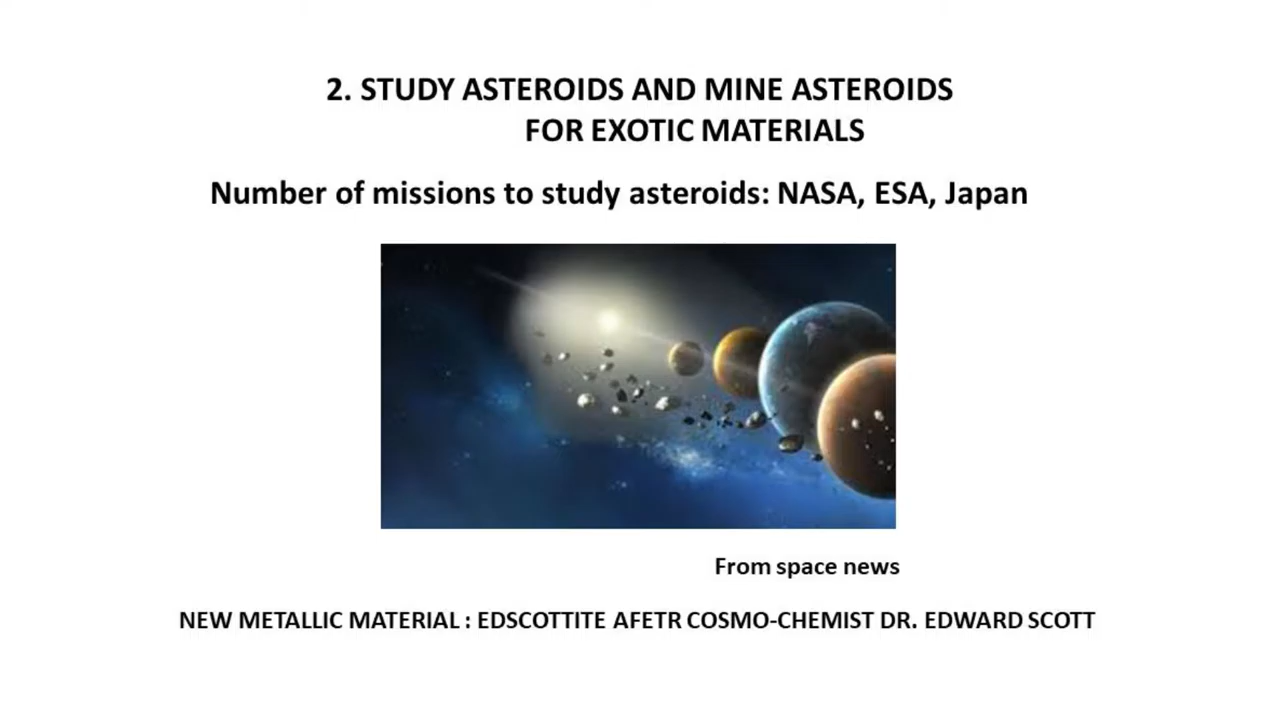 2. STUDY ASTEROIDS AND MINE ASTEROIDS
FOR EXOTIC MATERIALS
Number of missions to study asteroids: NASA, ESA, Japan
From space news
NEW METALLIC MATERIAL : EDSCOTTITE AFETR COSMO-CHEMIST DR. EDWARD SCOTT